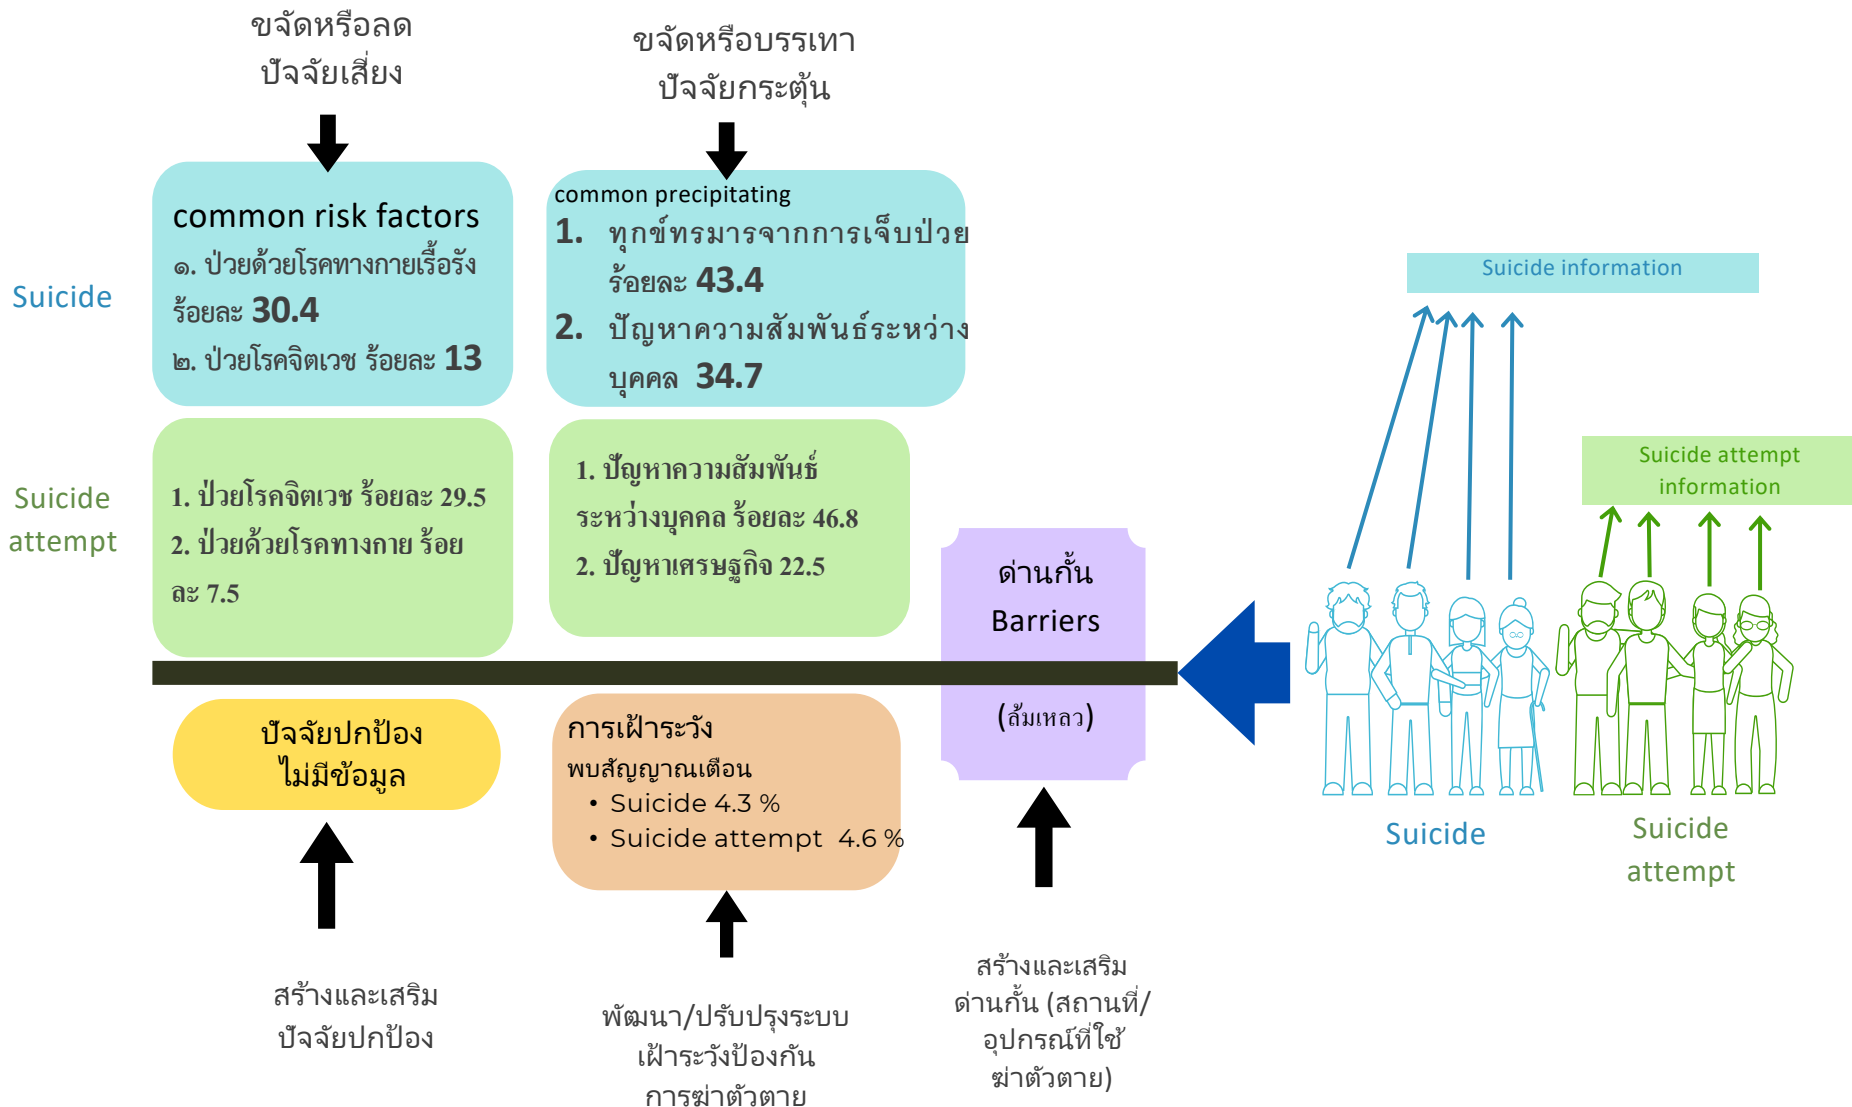 ขจัดหรือลด
ปัจจัยเสี่ยง
ขจัดหรือบรรเทา
ปัจจัยกระตุ้น
Suicide
common risk factors
๑. ป่วยด้วยโรคทางกายเรื้อรัง
ร้อยละ 30.4
๒. ป่วยโรคจิตเวช ร้อยละ 13
common precipitating
1. ทุกข์ทรมารจากการเจ็บป่วย
ร้อยละ 43.4
2. ปัญหาความสัมพันธ์ระหว่าง
บุคคล 34.7
Suicide information
Suicide
attempt
1. ป่วยโรคจิตเวช ร้อยละ 29.5
2. ป่วยด้วยโรคทางกาย ร้อย
ละ 7.5
1. ปัญหาความสัมพันธ์
ระหว่างบุคคล ร้อยละ 46.8
2. ปัญหาเศรษฐกิจ 22.5
Suicide attempt
information
ด่านกั้น
Barriers
(ล้มเหลว)
ปัจจัยปกป้อง
ไม่มีข้อมูล
การเฝ้าระวัง
พบสัญญาณเตือน
• Suicide 4.3 %
• Suicide attempt 4.6 %
Suicide
Suicide
attempt
สร้างและเสริม
ปัจจัยปกป้อง
พัฒนา/ปรับปรุงระบบ
เฝ้าระวังป้องกัน
การฆ่าตัวตาย
สร้างและเสริม
ด่านกั้น (สถานที่/
อุปกรณ์ที่ใช้
ฆ่าตัวตาย)